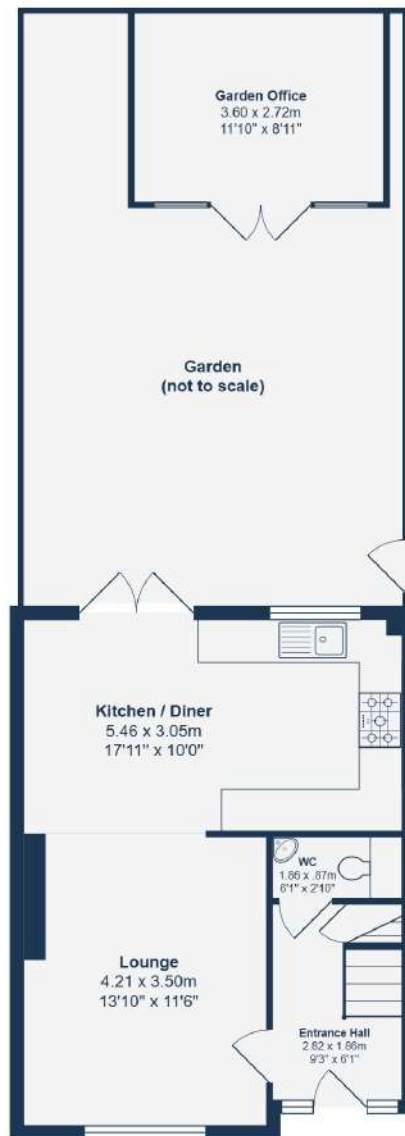 Garden Office
3.60 x 2.72m
11'10" x 8'11"
Garden
(not to scale)
Kitchen / Diner
5.46 x 3.05m
17'11" x 10'0"
WC
1.86 x .87m
6'1" x 2'10"
Lounge
4.21 x 3.50m
13'10" x 11'6"
Entrance Hall
2.82 x 1.86m
9'3" x 6'1"